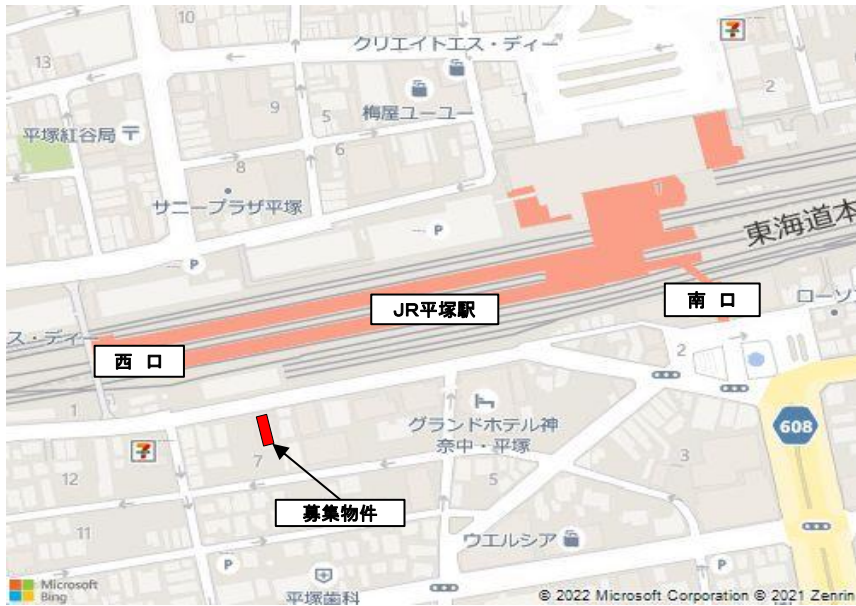 10
クリエイトエス・ディー
13
9
5
梅屋ユーユー
1
2
平塚紅谷局
6
8
サニープラザ平塚
1
P
東海道本
P
JR平塚駅
南 口
ローソ
ス・ディー
西 口
2
1
グランドホテル神
奈中・平塚
608
7
3
12
5
募集物件
11
ウエルシア
P
P
平塚歯科
Microsoft
Bing
© 2022 Microsoft Corporation © 2021 Zenrin